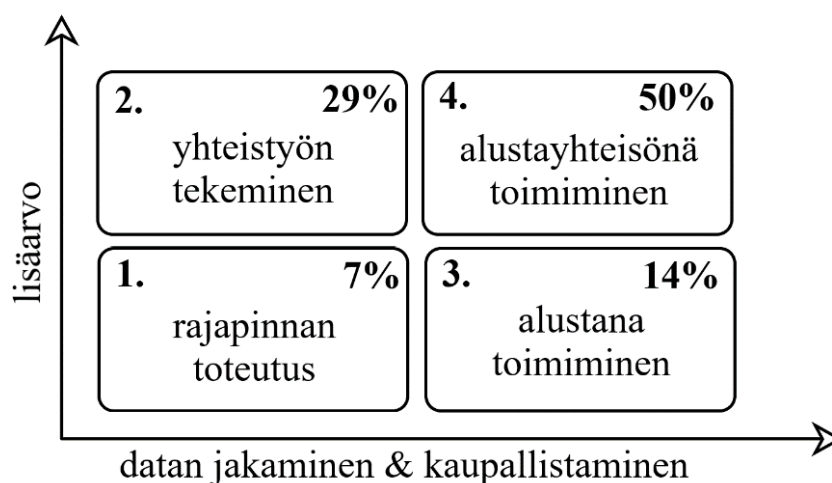 2. 29%
yhteistyön
tekeminen
4. 50%
alustayhteisönä
toimiminen
1. 7%
rajapinnan
toteutus
3. 14%
alustana
toimiminen
lisäarvo
datan jakaminen & kaupallistaminen